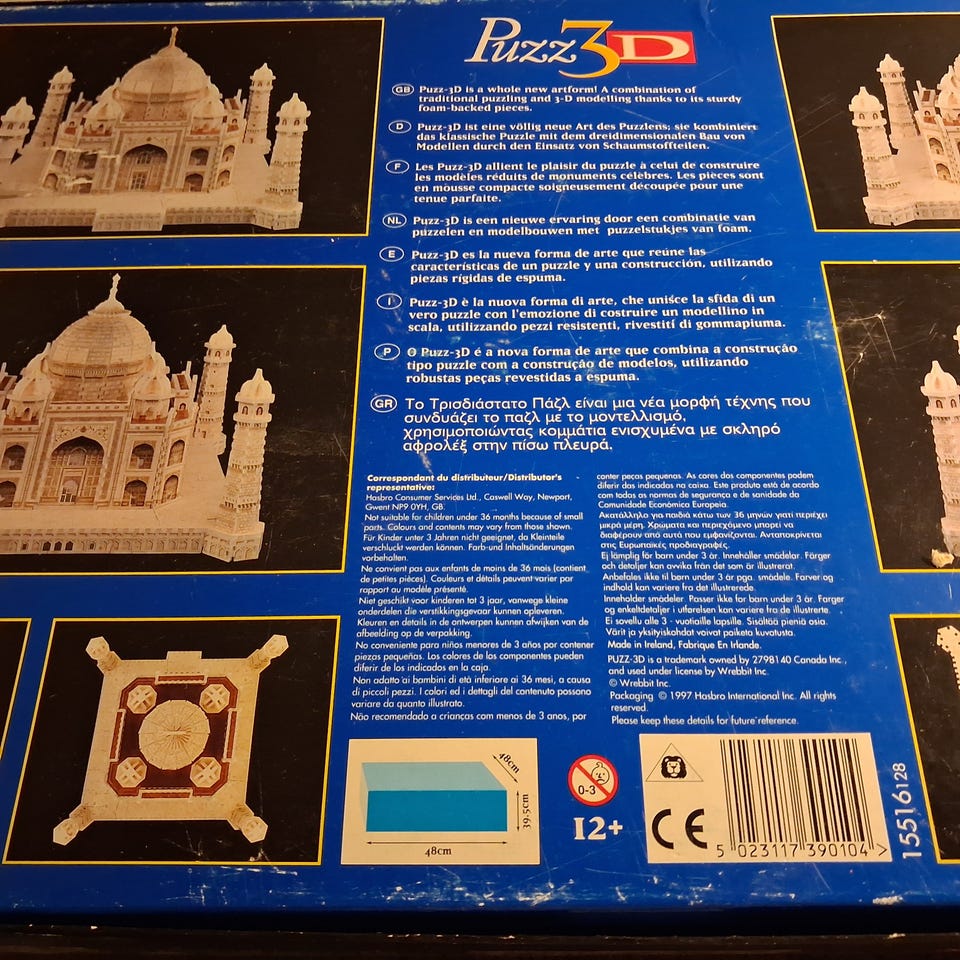 Puzz3D
GB Puzz-3D is a whole new artform! A combination of
traditional puzzling and 3-D modelling thanks to its sturdy
foam-backed pieces.
D Puzz-3D ist eine völlig neue Art des Puzzlens; sie kombiniert
das klassische Puzzle mit dem dreidimensionalen Bau von
Modellen durch den Einsatz von Schaumstoffteilen.
F Les Puzz-3D allient le plaisir du puzzle à celui de construire
les modèles réduits de monuments célèbres. Les pièces sont
en mousse compacte soigneusement découpée pour une
tenue parfaite.
NL Puzz-3D is een nieuwe ervaring door een combinatie van
puzzelen en modelbouwen met puzzelstukjes van foam.
E Puzz-3D es la nueva forma de arte que reúne las
características de un puzzle y una construcción, utilizando
piezas rígidas de espuma.
I Puzz-3D è la nuova forma di arte, che unisce la sfida di un
vero puzzle con l'emozione di costruire un modellino in
scala, utilizzando pezzi resistenti, rivestiti di gommapiuma.
P O Puzz-3D é a nova forma de arte que combina a construção
tipo puzzle com a construção de modelos, utilizando
robustas peças revestidas a espuma.
GR Το Τρισδιάστατο Πάζλ είναι μια νέα μορφή τέχνης που
συνδυάζει το παζλ με το μοντελλισμό,
χρησιμοποιώντας κομμάτια ενισχυμένα με σκληρό
αφρολέξ στην πίσω πλευρά.
Correspondant du distributeur/Distributor's
representative:
Hasbro Consumer Services Ltd., Caswell Way, Newport,
Gwent NP9 0YH, GB.
Not suitable for children under 36 months because of small
parts. Colours and contents may vary from those shown.
Für Kinder unter 3 Jahren nicht geeignet, da Kleinteile
verschluckt werden können. Farb-und Inhaltsänderungen
vorbehalten.
Ne convient pas aux enfants de moins de 36 mois (contient
de petites pièces). Couleurs et détails peuvent varier par
rapport au modèle présenté.
Niet geschikt voor kinderen tot 3 jaar, vanwege kleine
onderdelen die verstikkingsgevaar kunnen opleveren.
Kleuren en details in de ontwerpen kunnen afwijken van de
afbeelding op de verpakking.
No conveniente para niños menores de 3 años por contener
piezas pequeñas. Los colores de los componentes pueden
diferir de los indicados en la caja.
Non adatto ai bambini di età inferiore ai 36 mesi, a causa
di piccoli pezzi. I colori ed i dettagli del contenuto possono
variare da quanto illustrato.
Não recomendado a crianças com menos de 3 anos, por
conter peças pequenas. As cores dos componentes podem
diferir das indicadas na caixa. Este produto está de acordo
com todas as normas de segurança e de sanidade da
Comunidade Económica Europeia.
Ακατάλληλο για παιδιά κάτω των 36 μηνών γιατί περιέχει
μικρά μέρη. Χρώματα και περιεχόμενο μπορεί να
διαφέρουν από αυτά που εμφανίζονται. Ανταποκρίνεται
στις Ευρωπαϊκές προδιαγραφές.
Ej lämplig för barn under 3 år. Innehåller smådelar. Färger
och detaljer kan avvika från det som är illustrerat.
Anbefales ikke til børn under 3 år pga. smådele. Farver og
indhold kan variere fra det illustrerede.
Inneholder smådeler. Passer ikke for barn under 3 år. Farger
og enkeltdetaljer i utførelsen kan variere fra de illustrerte.
Ei sovellu alle 3 - vuotiaille lapsille. Sisältää pieniä osia.
Värit ja yksityiskohdat voivat poiketa kuvatusta.
Made in Ireland, Fabrique En Irlande.
PUZZ-3D is a trademark owned by 2798140 Canada Inc.,
and used under license by Wrebbit Inc.
© Wrebbit Inc.
Packaging © 1997 Hasbro International Inc. All rights
reserved.
Please keep these details for future reference.
48cm
39.5cm
48cm
0-3
12+
CE
5 023117 390104 >
15516128